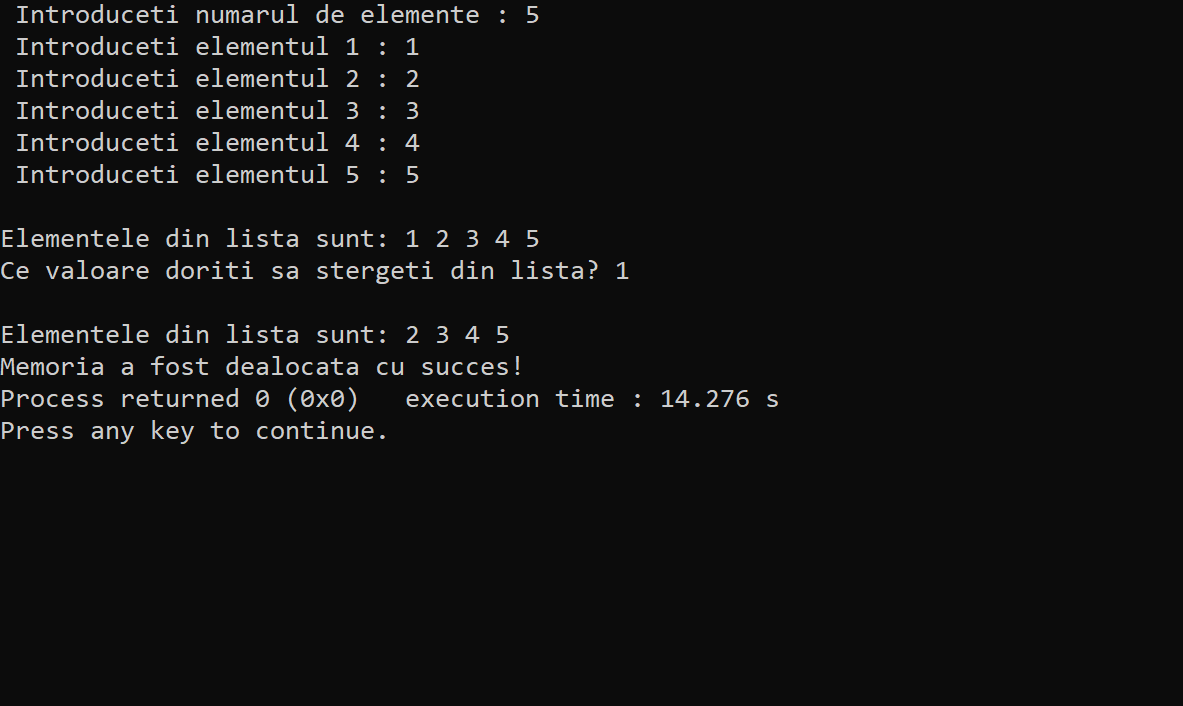 Introduceti numarul de elemente : 5
Introduceti elementul 1 : 1
Introduceti elementul 2 : 2
Introduceti elementul 3 : 3
Introduceti elementul 4 : 4
Introduceti elementul 5 : 5
Elementele din lista sunt: 1 2 3 4 5
Ce valoare doriti sa stergeti din lista? 1
Elementele din lista sunt: 2 3 4 5
Memoria a fost dealocata cu succes!
Process returned 0 (0x0)   execution time : 14.276 s
Press any key to continue.